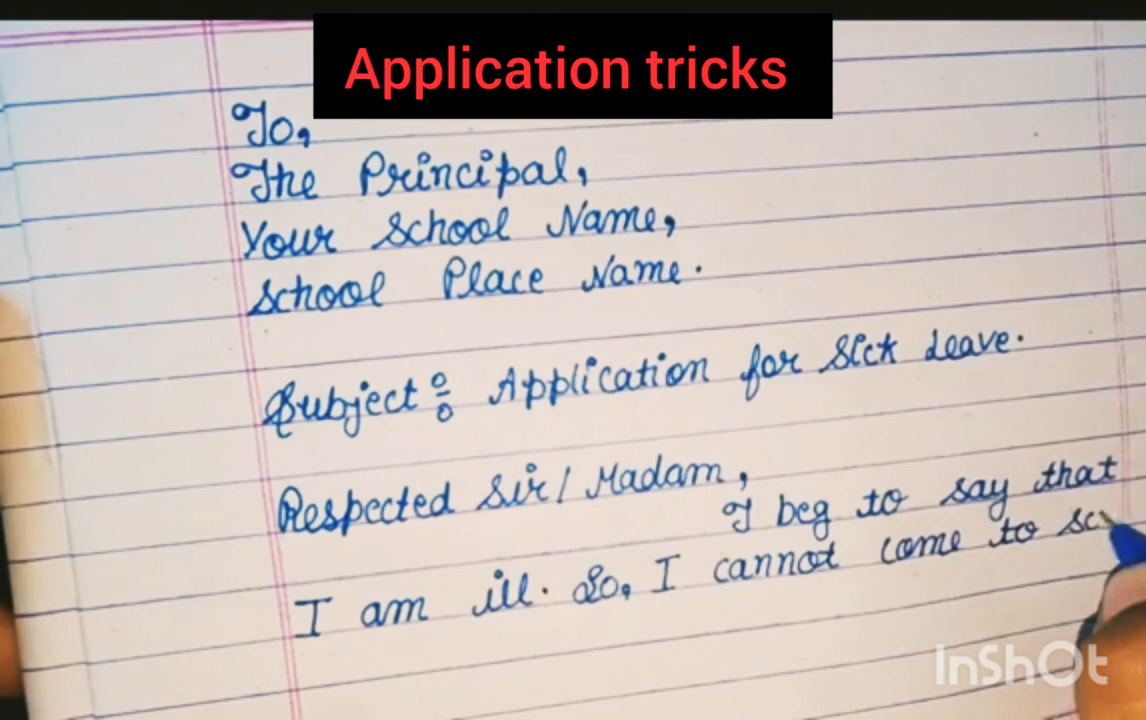 Application tricks
To,
The Principal,
Your School Name,
School Place Name.
Subject: Application for Sick Leave.
Respected Sir/Madam,
I beg to say that
I am ill. So, I cannot come to sc
InShOt